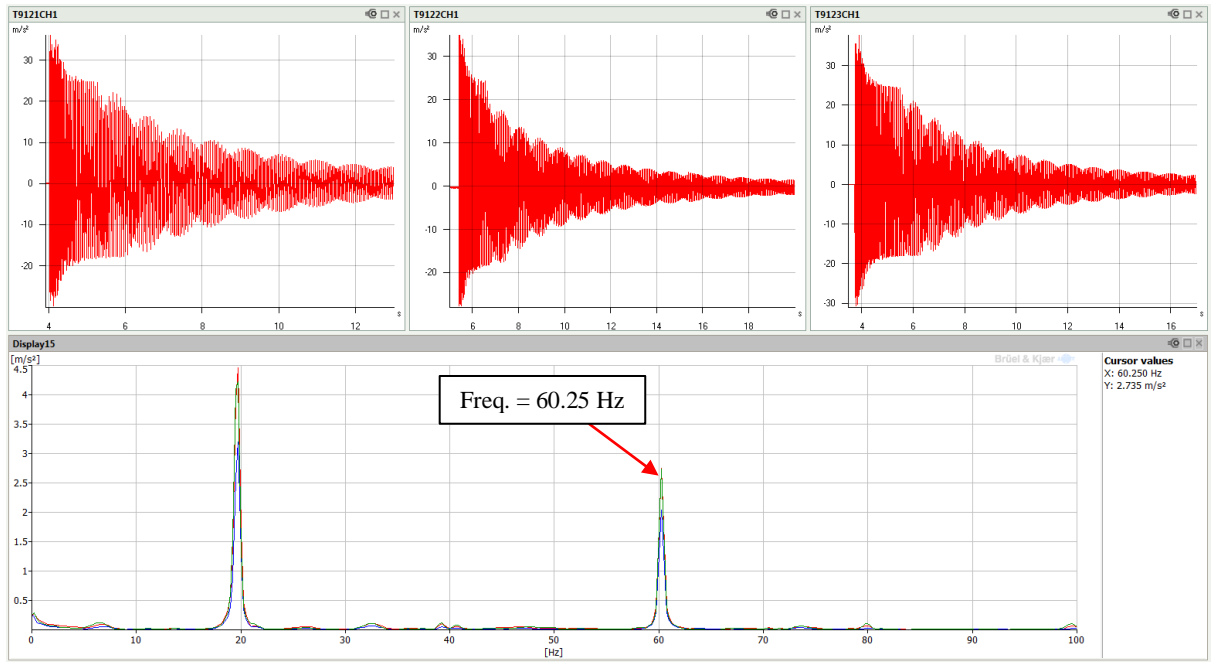 T9121CH1
m/s²
30
20
10
0
-10
-20
4 6 8 10 12
s
T9122CH1
m/s²
30
20
10
0
-10
-20
6 8 10 12 14 16 18
s
T9123CH1
m/s²
30
20
10
0
-10
-20
-30
4 6 8 10 12 14 16
s
Display15
[m/s²]
4.5
4
3.5
3
2.5
2
1.5
1
0.5
0 10 20 30 40 50 60 70 80 90 100
[Hz]
Freq. = 60.25 Hz
Brüel & Kjær
Cursor values
X: 60.250 Hz
Y: 2.735 m/s²